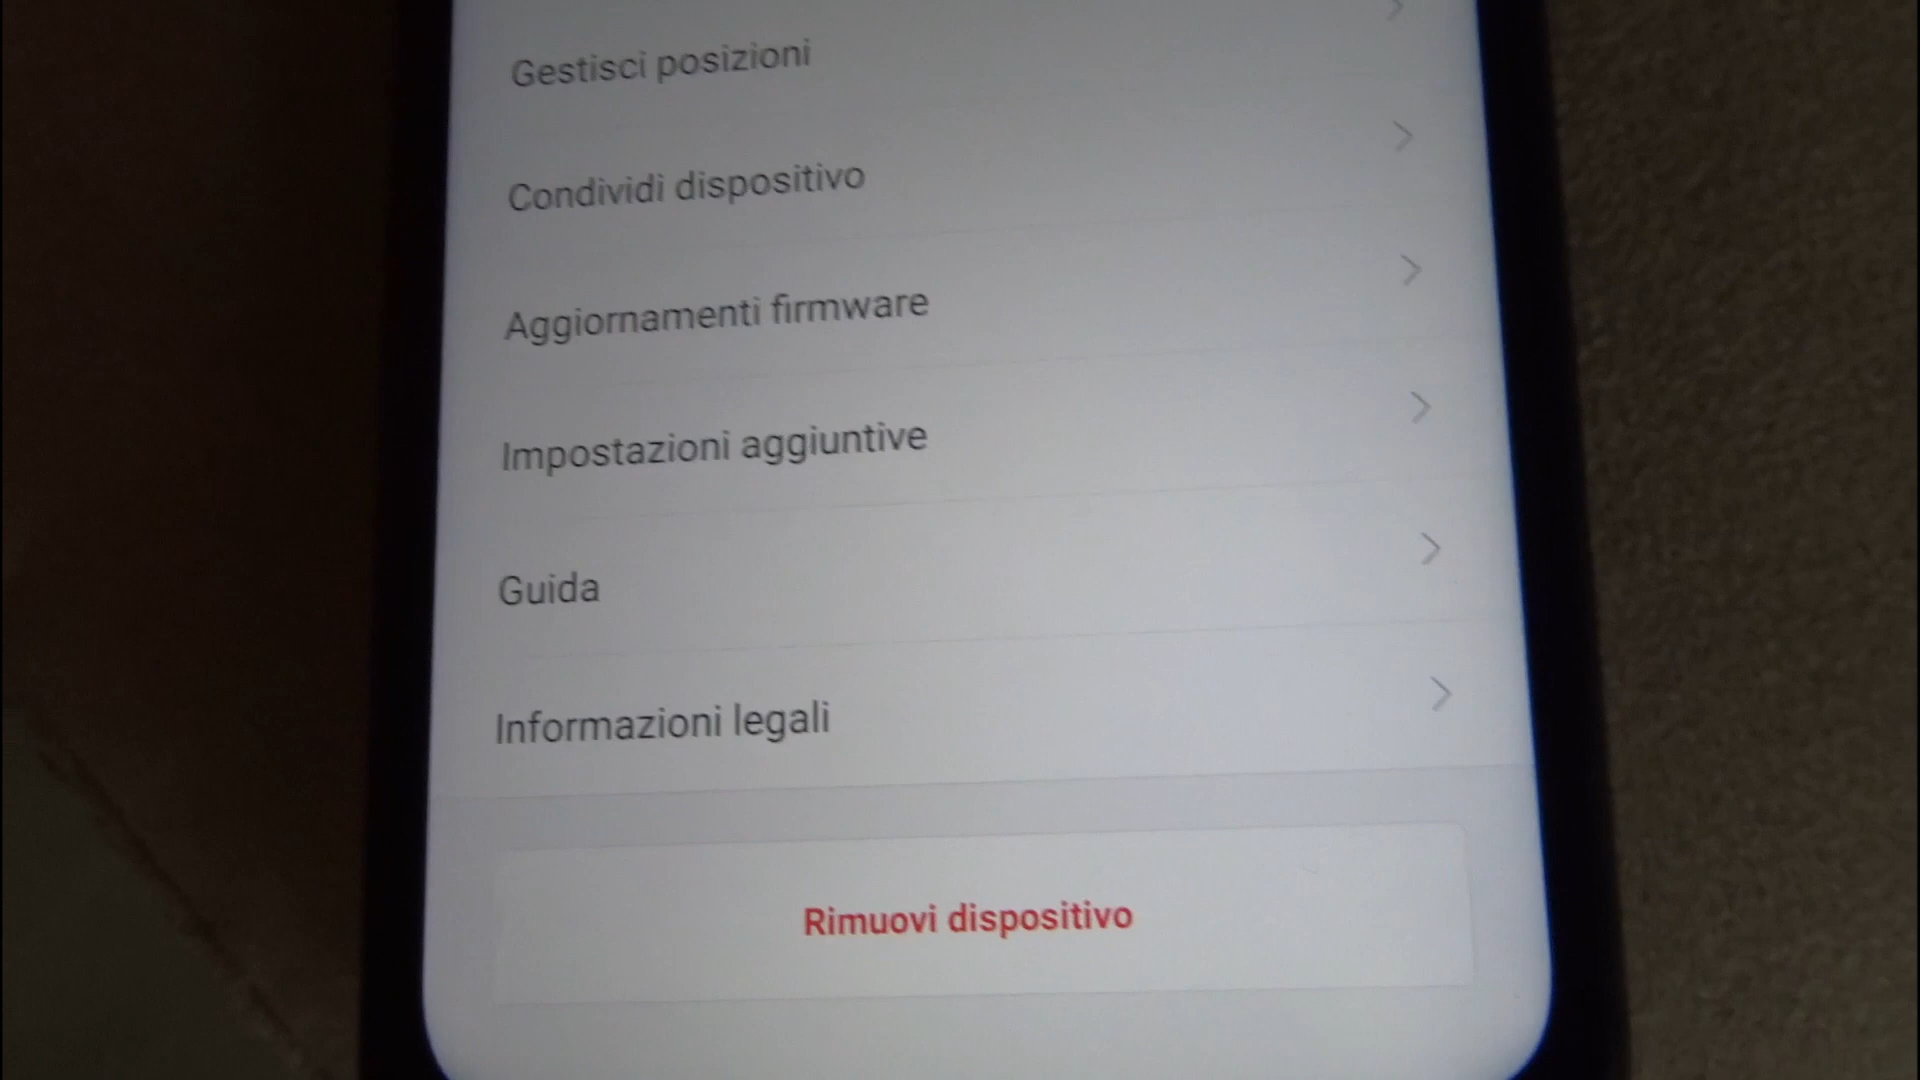 Gestisci posizioni
Condividi dispositivo
Aggiornamenti firmware
Impostazioni aggiuntive
Guida
Informazioni legali
Rimuovi dispositivo